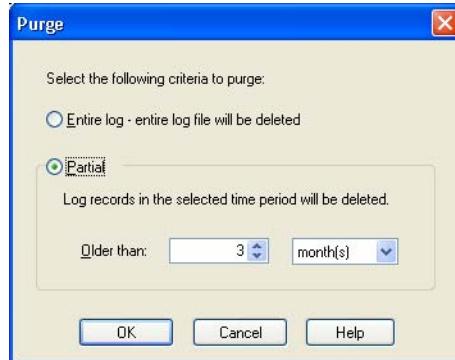 Purge
Select the following criteria to purge:
Entire log - entire log file will be deleted
Partial
Log records in the selected time period will be deleted.
Older than: 3 month(s)
OK Cancel Help